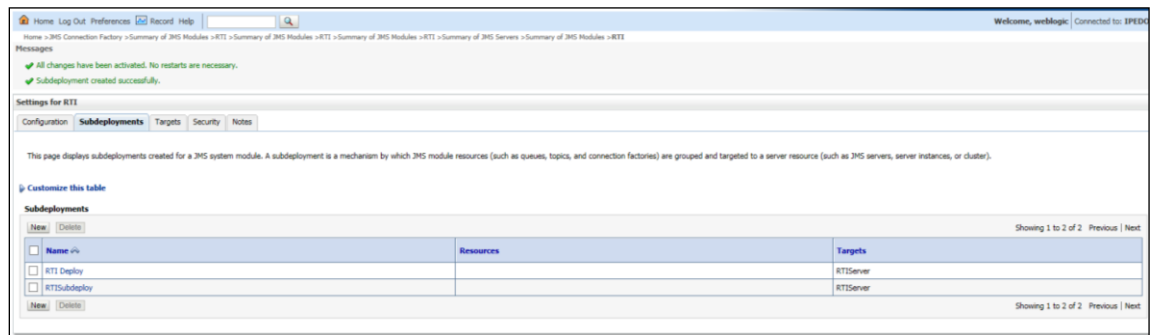 Home Log Out Preferences Record Help
Welcome, weblogic Connected to: IPEDO
Home >JMS Connection Factory >Summary of JMS Modules >RTI >Summary of JMS Modules >RTI >Summary of JMS Modules >RTI >Summary of JMS Servers >Summary of JMS Modules >RTI
Messages
All changes have been activated. No restarts are necessary.
Subdeployment created successfully.
Settings for RTI
Configuration Subdeployments Targets Security Notes
This page displays subdeployments created for a JMS system module. A subdeployment is a mechanism by which JMS module resources (such as queues, topics, and connection factories) are grouped and targeted to a server resource (such as JMS servers, server instances, or cluster).
Customize this table
Subdeployments
New Delete Showing 1 to 2 of 2 Previous | Next
Name Resources Targets
RTI Deploy RTIServer
RTISubdeploy RTIServer
New Delete Showing 1 to 2 of 2 Previous | Next